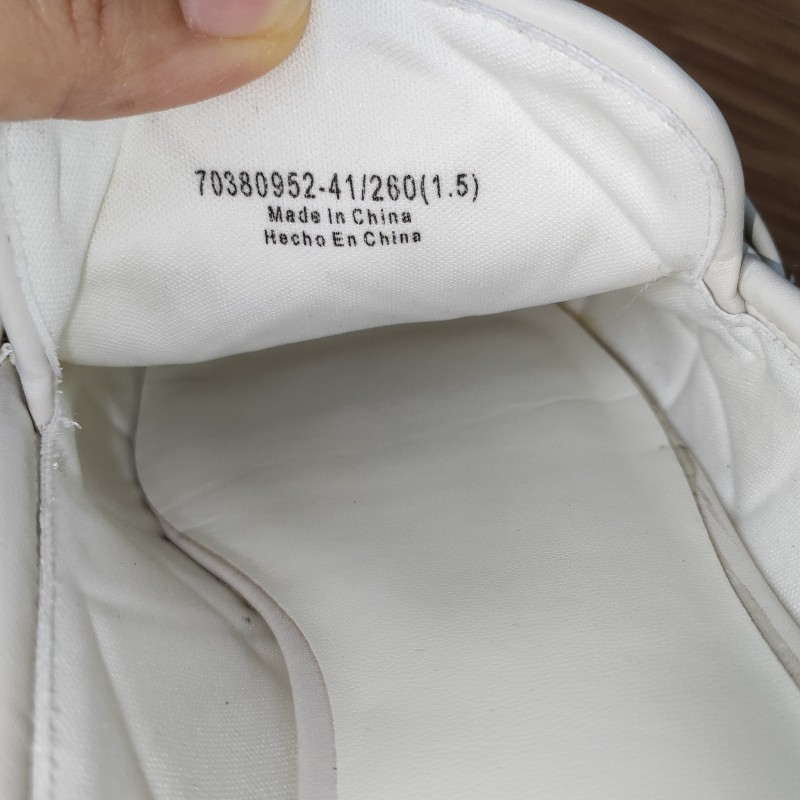 70380952-41/260(1.5)
Made In China
Hecho En China